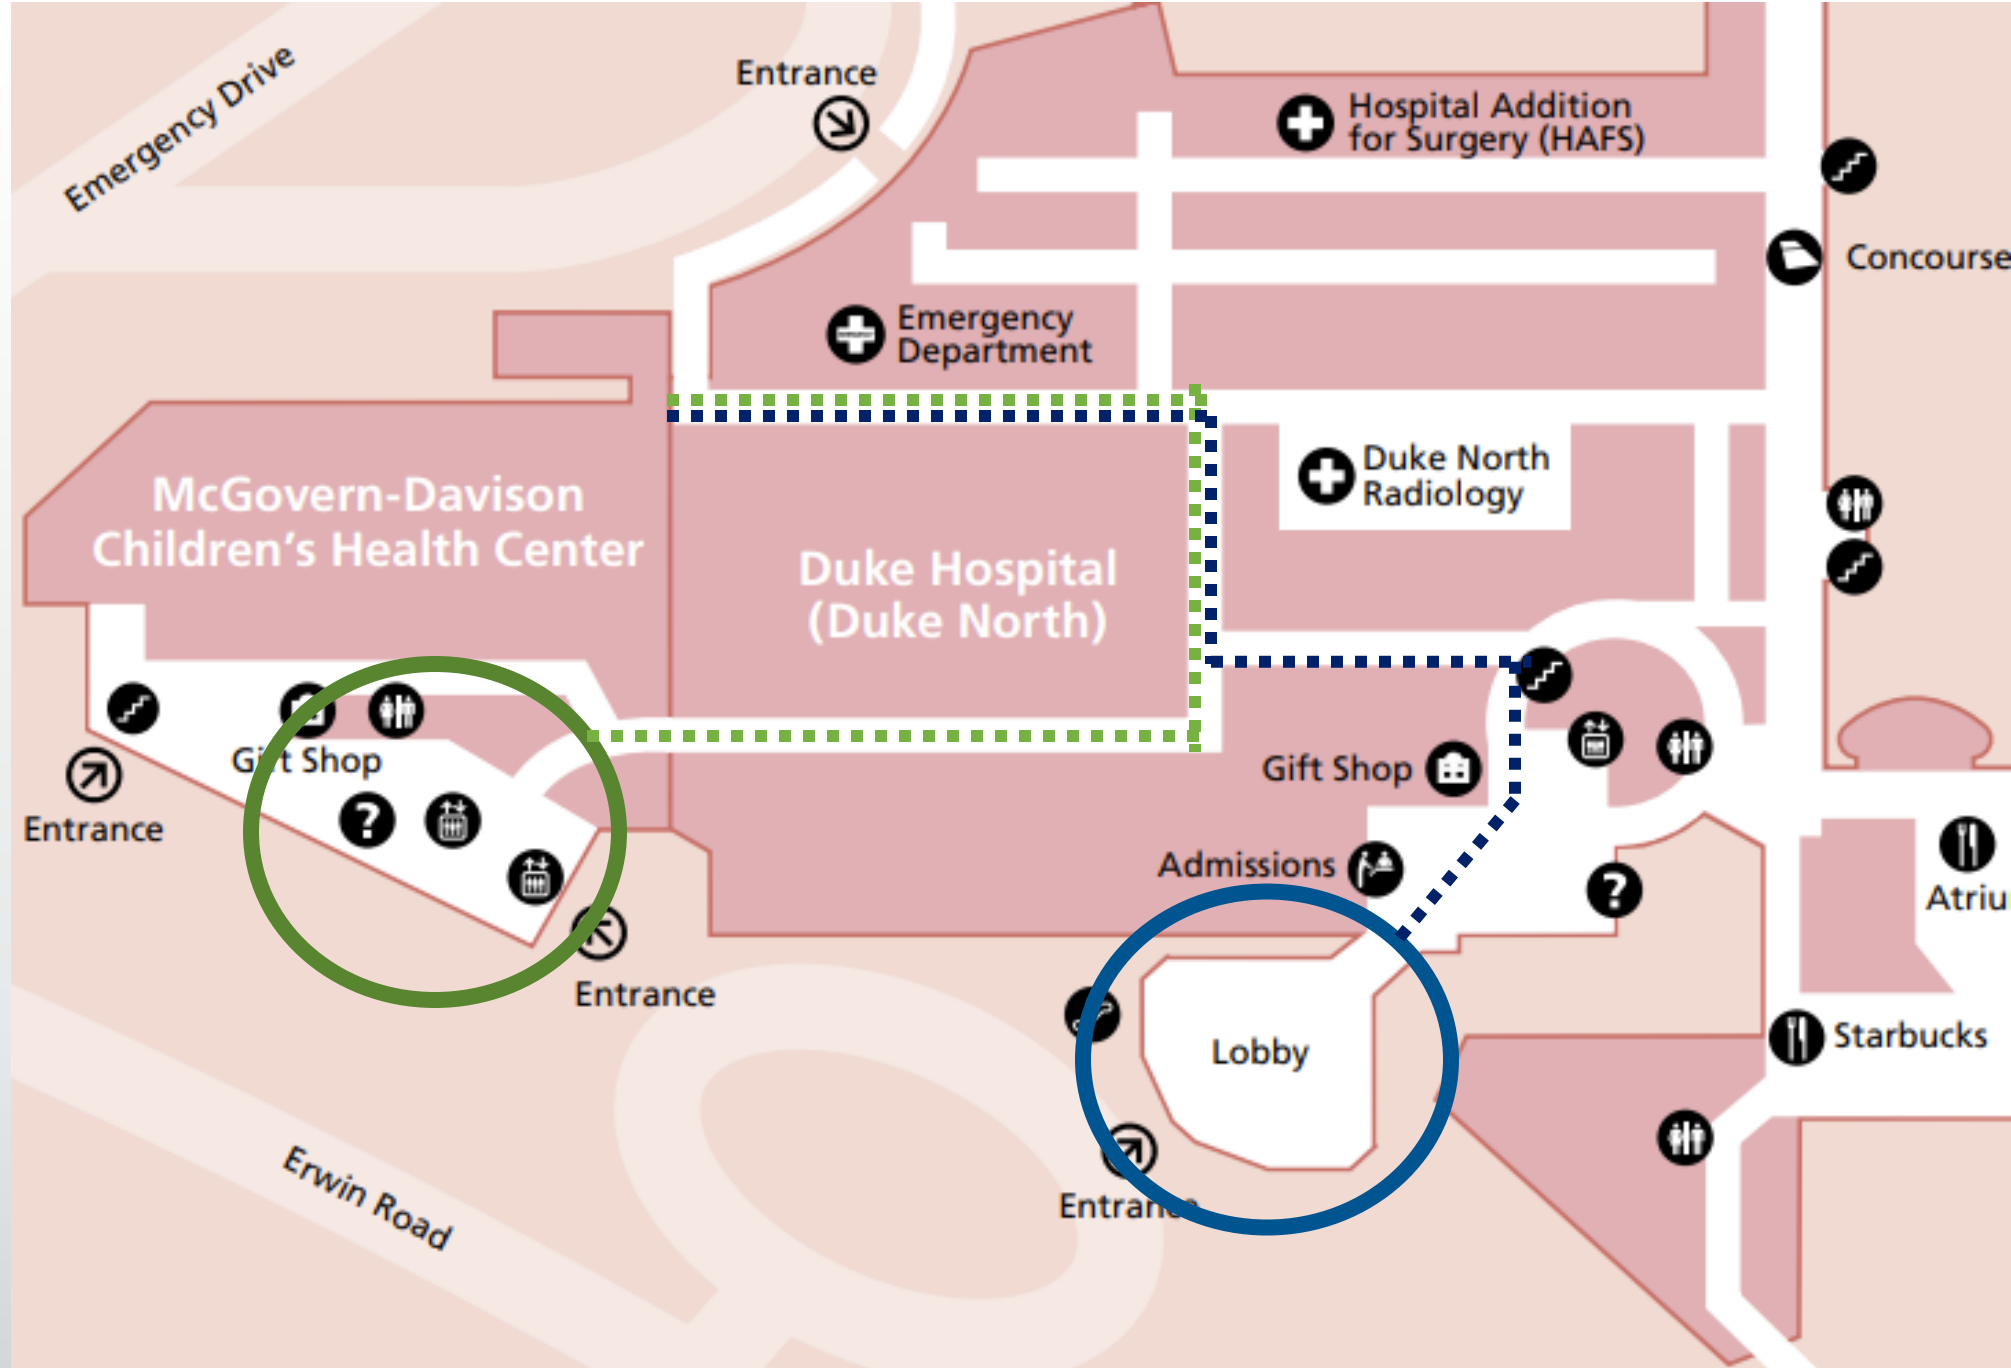 Emergency Drive
Entrance
Hospital Addition
for Surgery (HAFS)
Concourse
Emergency
Department
Duke North
Radiology
McGovern-Davison
Children's Health Center
Duke Hospital
(Duke North)
Gift Shop
?
Entrance
Gift Shop
Admissions
?
Atriu
Entrance
Lobby
Starbucks
Erwin Road
Entrance